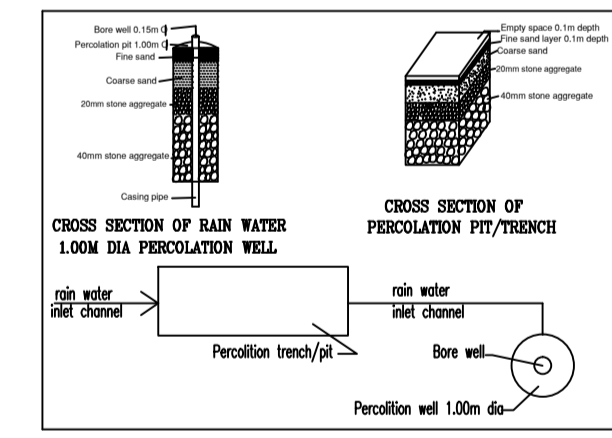 Bore well 0.15m ∅
Percolation pit 1.00m ∅
Fine sand
Coarse sand
20mm stone aggregate
40mm stone aggregate
Casing pipe
CROSS SECTION OF RAIN WATER
1.00M DIA PERCOLATION WELL
Empty space 0.1m depth
Fine sand layer 0.1m depth
Coarse sand
20mm stone aggregate
40mm stone aggregate
CROSS SECTION OF
PERCOLATION PIT/TRENCH
rain water
inlet channel
Percolition trench/pit
rain water
inlet channel
Bore well
Percolition well 1.00m dia